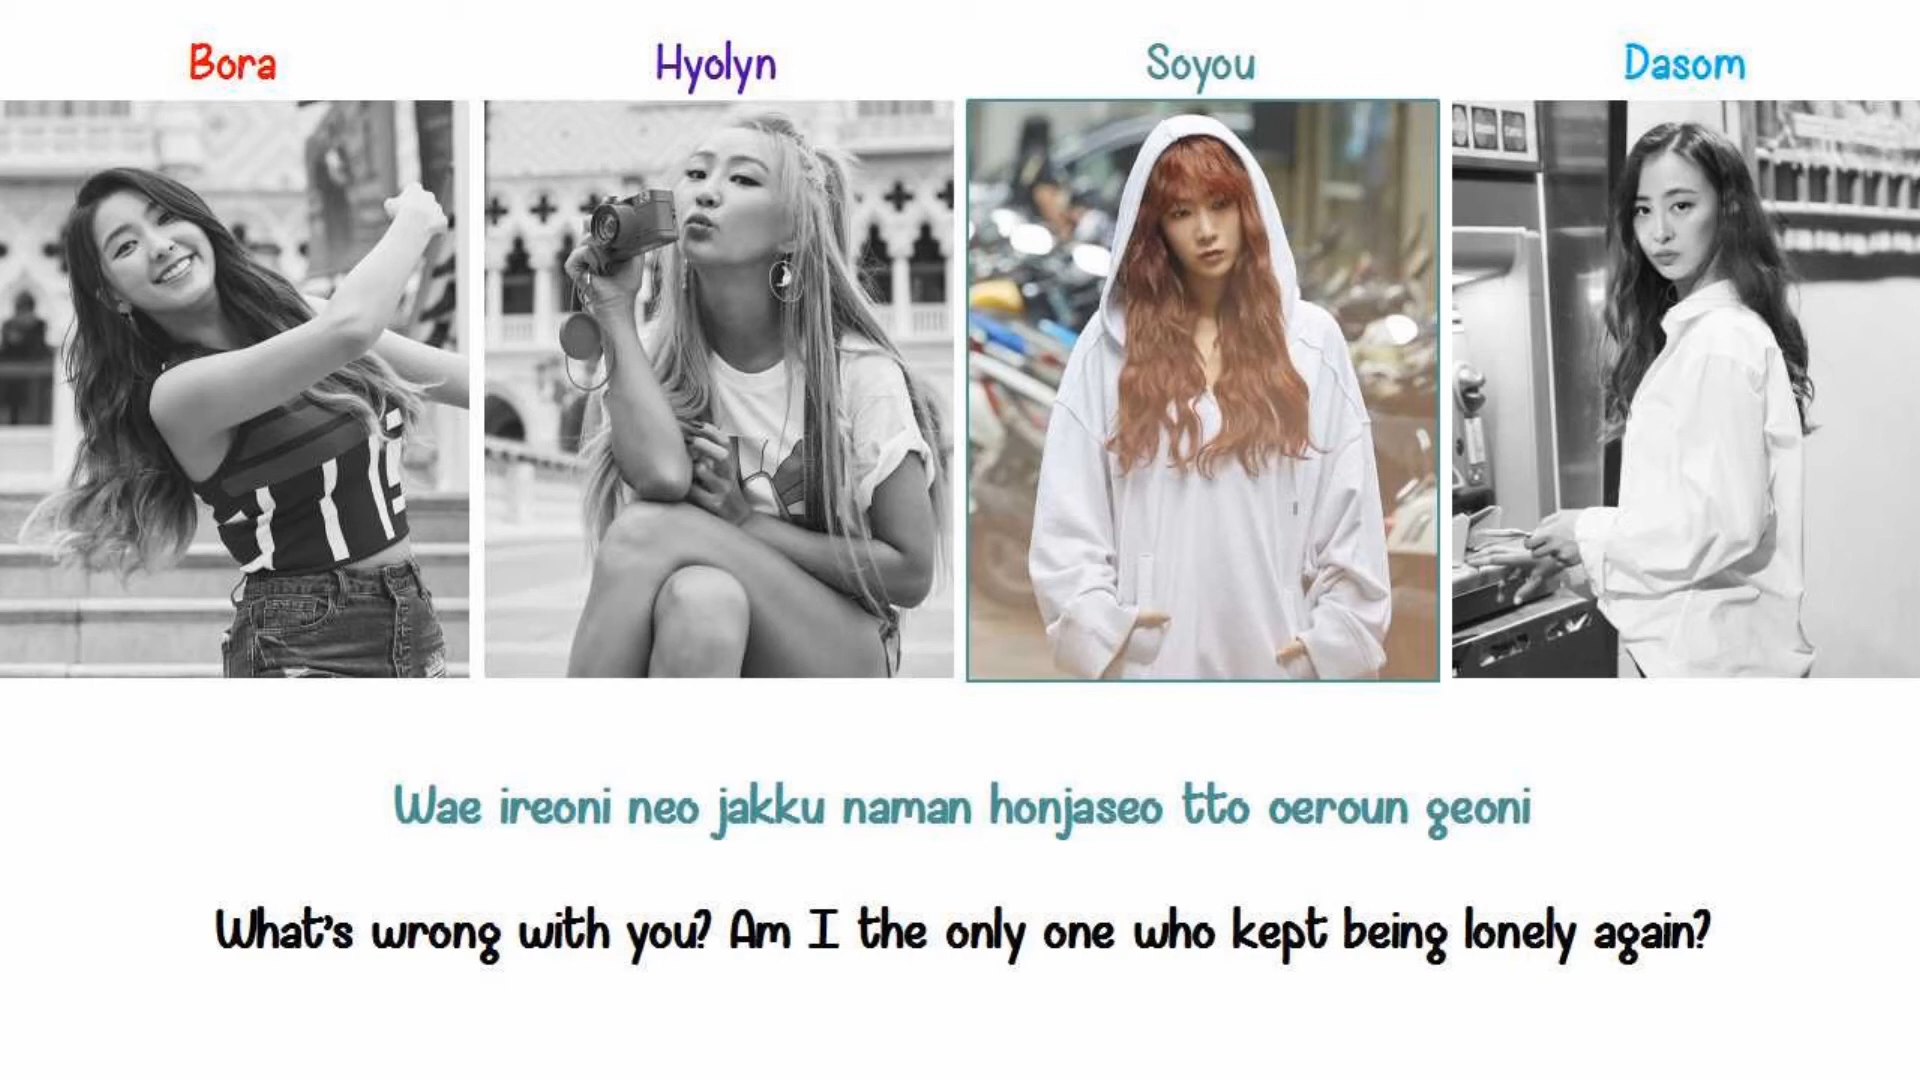 Bora Hyolyn Soyou Dasom
Wae ireoni neo jakku naman honjaseo tto oeroun geoni
What's wrong with you? Am I the only one who kept being lonely again?